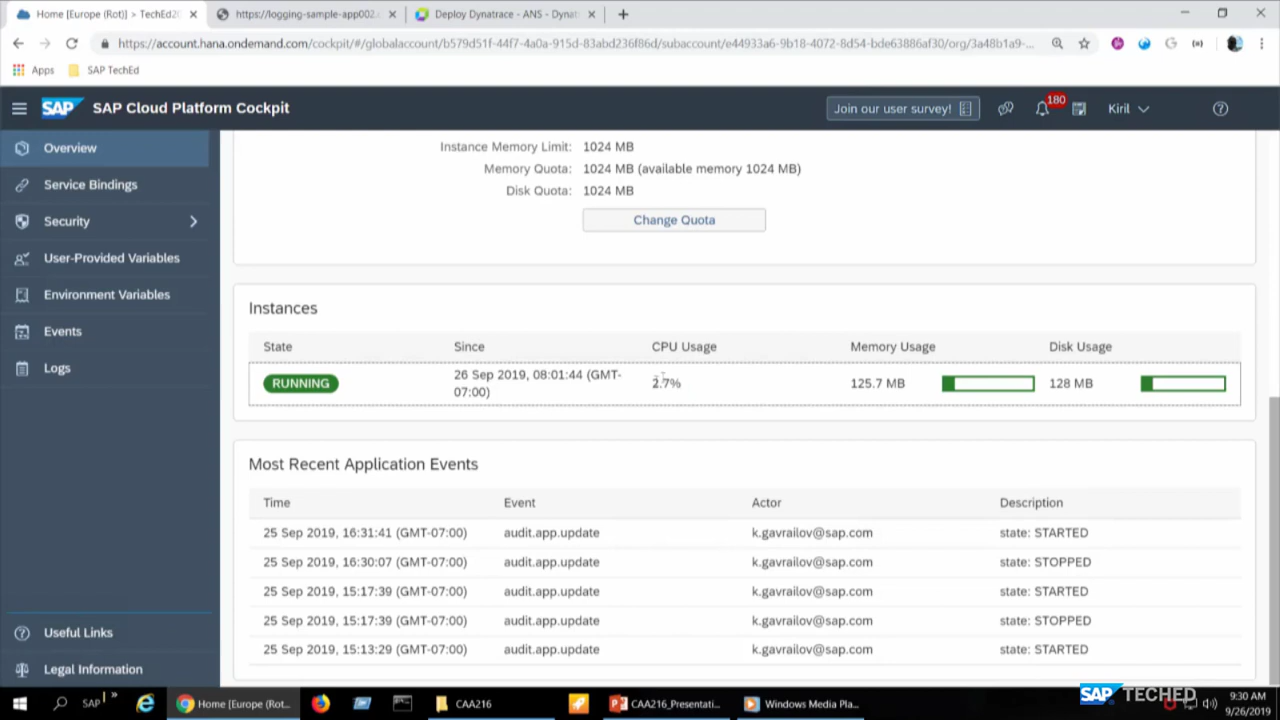 Home [Europe (Rot)] > TechEd2
https://logging-sample-app002.
Deploy Dynatrace - ANS - Dynat
https://account.hana.ondemand.com/cockpit/#/globalaccount/b579d51f-44f7-4a0a-915d-83abd236f86d/subaccount/e44933a6-9b18-4072-8d54-bde63886af30/org/3a48b1a9-...
Apps
SAP TechEd
SAP
SAP Cloud Platform Cockpit
Join our user survey!
180
Kiril
Overview
Service Bindings
Security
User-Provided Variables
Environment Variables
Events
Logs
Useful Links
Legal Information
Instance Memory Limit: 1024 MB
Memory Quota: 1024 MB (available memory 1024 MB)
Disk Quota: 1024 MB
Change Quota
Instances
State Since CPU Usage Memory Usage Disk Usage
RUNNING 26 Sep 2019, 08:01:44 (GMT-07:00) 2.7% 125.7 MB 128 MB
Most Recent Application Events
Time Event Actor Description
25 Sep 2019, 16:31:41 (GMT-07:00) audit.app.update k.gavrailov@sap.com state: STARTED
25 Sep 2019, 16:30:07 (GMT-07:00) audit.app.update k.gavrailov@sap.com state: STOPPED
25 Sep 2019, 15:17:39 (GMT-07:00) audit.app.update k.gavrailov@sap.com state: STARTED
25 Sep 2019, 15:17:39 (GMT-07:00) audit.app.update k.gavrailov@sap.com state: STOPPED
25 Sep 2019, 15:13:29 (GMT-07:00) audit.app.update k.gavrailov@sap.com state: STARTED
SAP
Home [Europe (Rot...
CAA216
CAA216_Presentati...
Windows Media Pla...
SAP TECHED
9:30 AM
9/26/2019